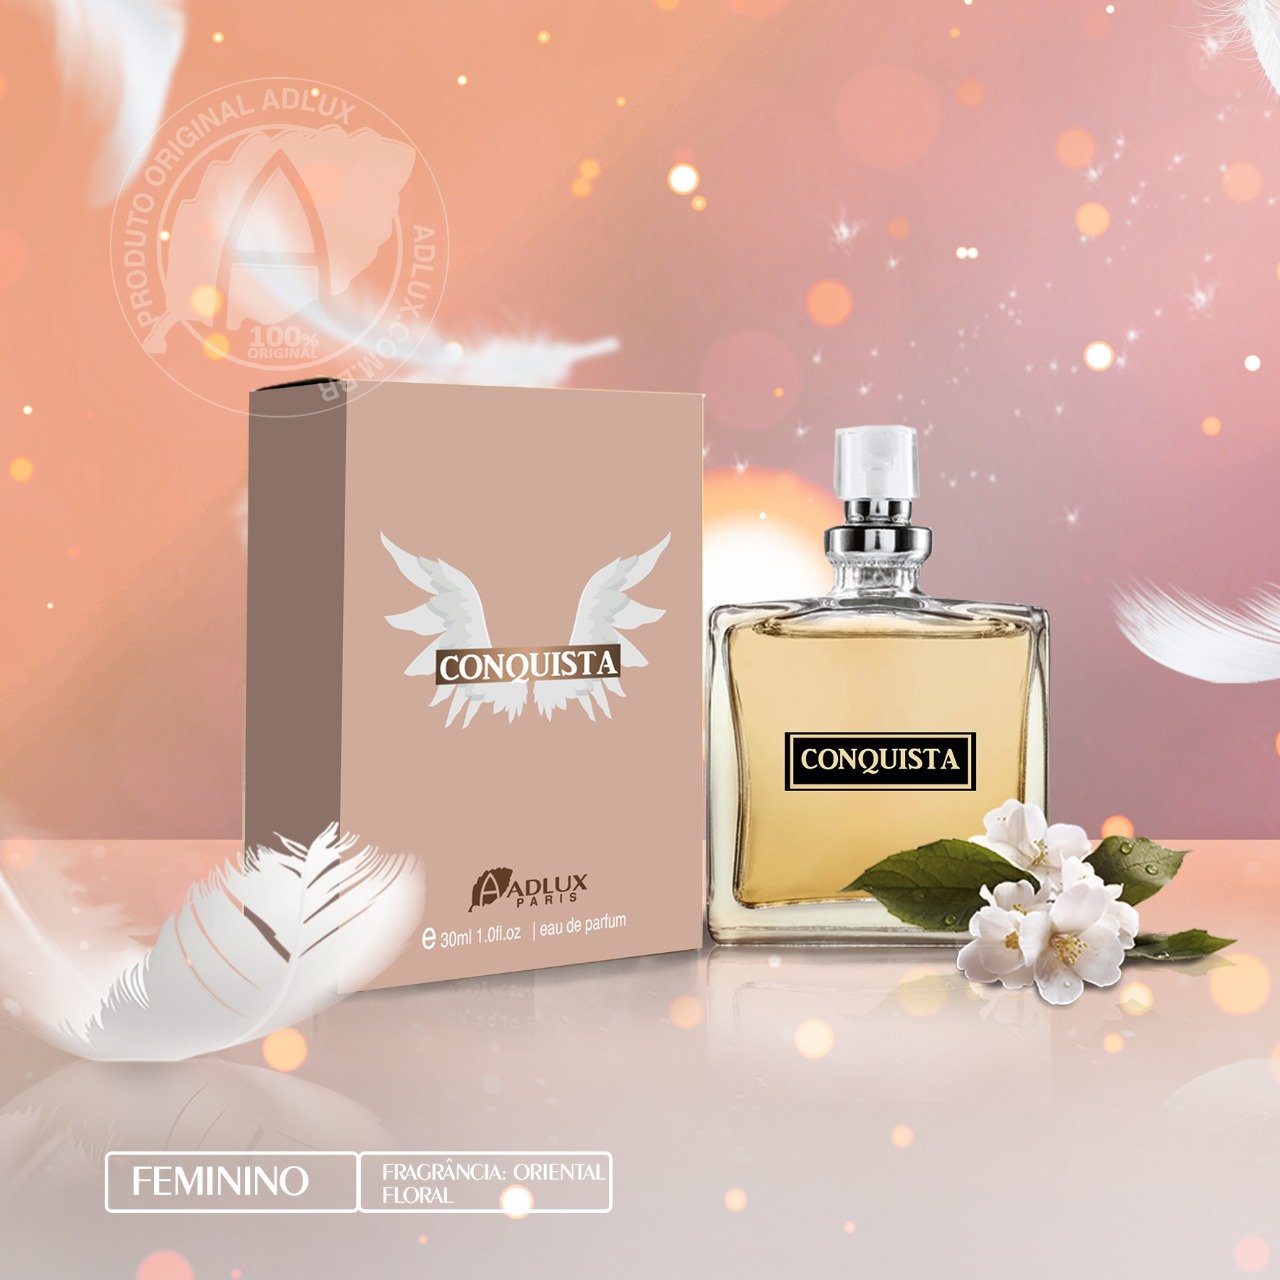 PRODUTO ORIGINAL ADLUX
ADLUX.COM.BR
100%
ORIGINAL
CONQUISTA
ADLUX
PARIS
e 30ml 1.0fl.oz | eau de parfum
CONQUISTA
FEMININO
FRAGRÂNCIA: ORIENTAL
FLORAL